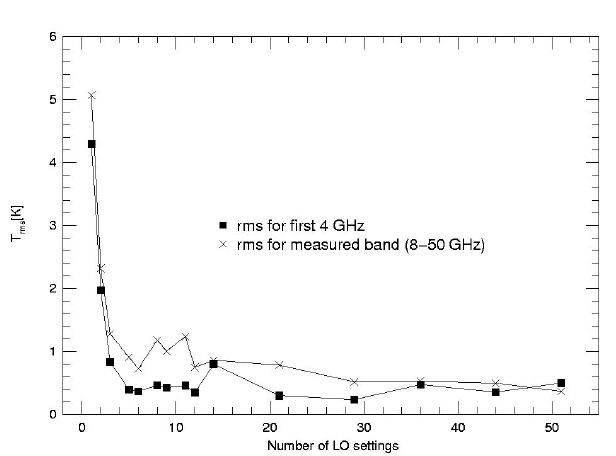 6
5
4
3
2
1
0
T_rms[K]
rms for first 4 GHz
rms for measured band (8–50 GHz)
0 10 20 30 40 50
Number of LO settings